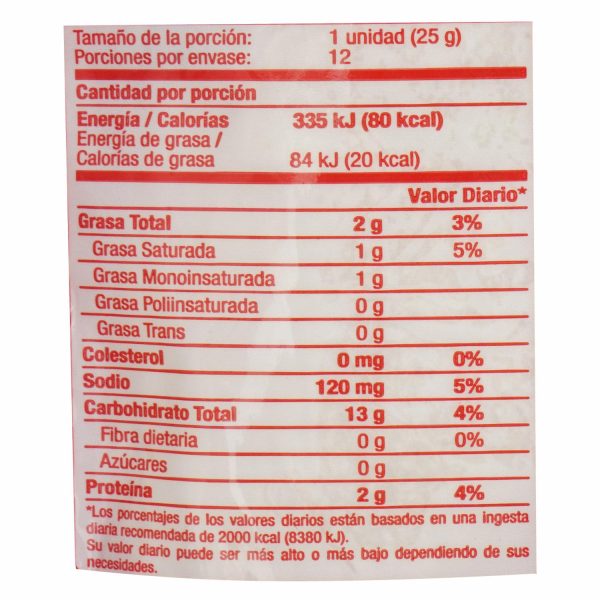 Tamaño de la porción: 1 unidad (25 g)
Porciones por envase: 12
Cantidad por porción
Energía / Calorías 335 kJ (80 kcal)
Energía de grasa /
Calorías de grasa 84 kJ (20 kcal)
Valor Diario*
Grasa Total 2 g 3%
Grasa Saturada 1 g 5%
Grasa Monoinsaturada 1 g
Grasa Poliinsaturada 0 g
Grasa Trans 0 g
Colesterol 0 mg 0%
Sodio 120 mg 5%
Carbohidrato Total 13 g 4%
Fibra dietaria 0 g 0%
Azúcares 0 g
Proteína 2 g 4%
*Los porcentajes de los valores diarios están basados en una ingesta
diaria recomendada de 2000 kcal (8380 kJ).
Su valor diario puede ser más alto o más bajo dependiendo de sus
necesidades.